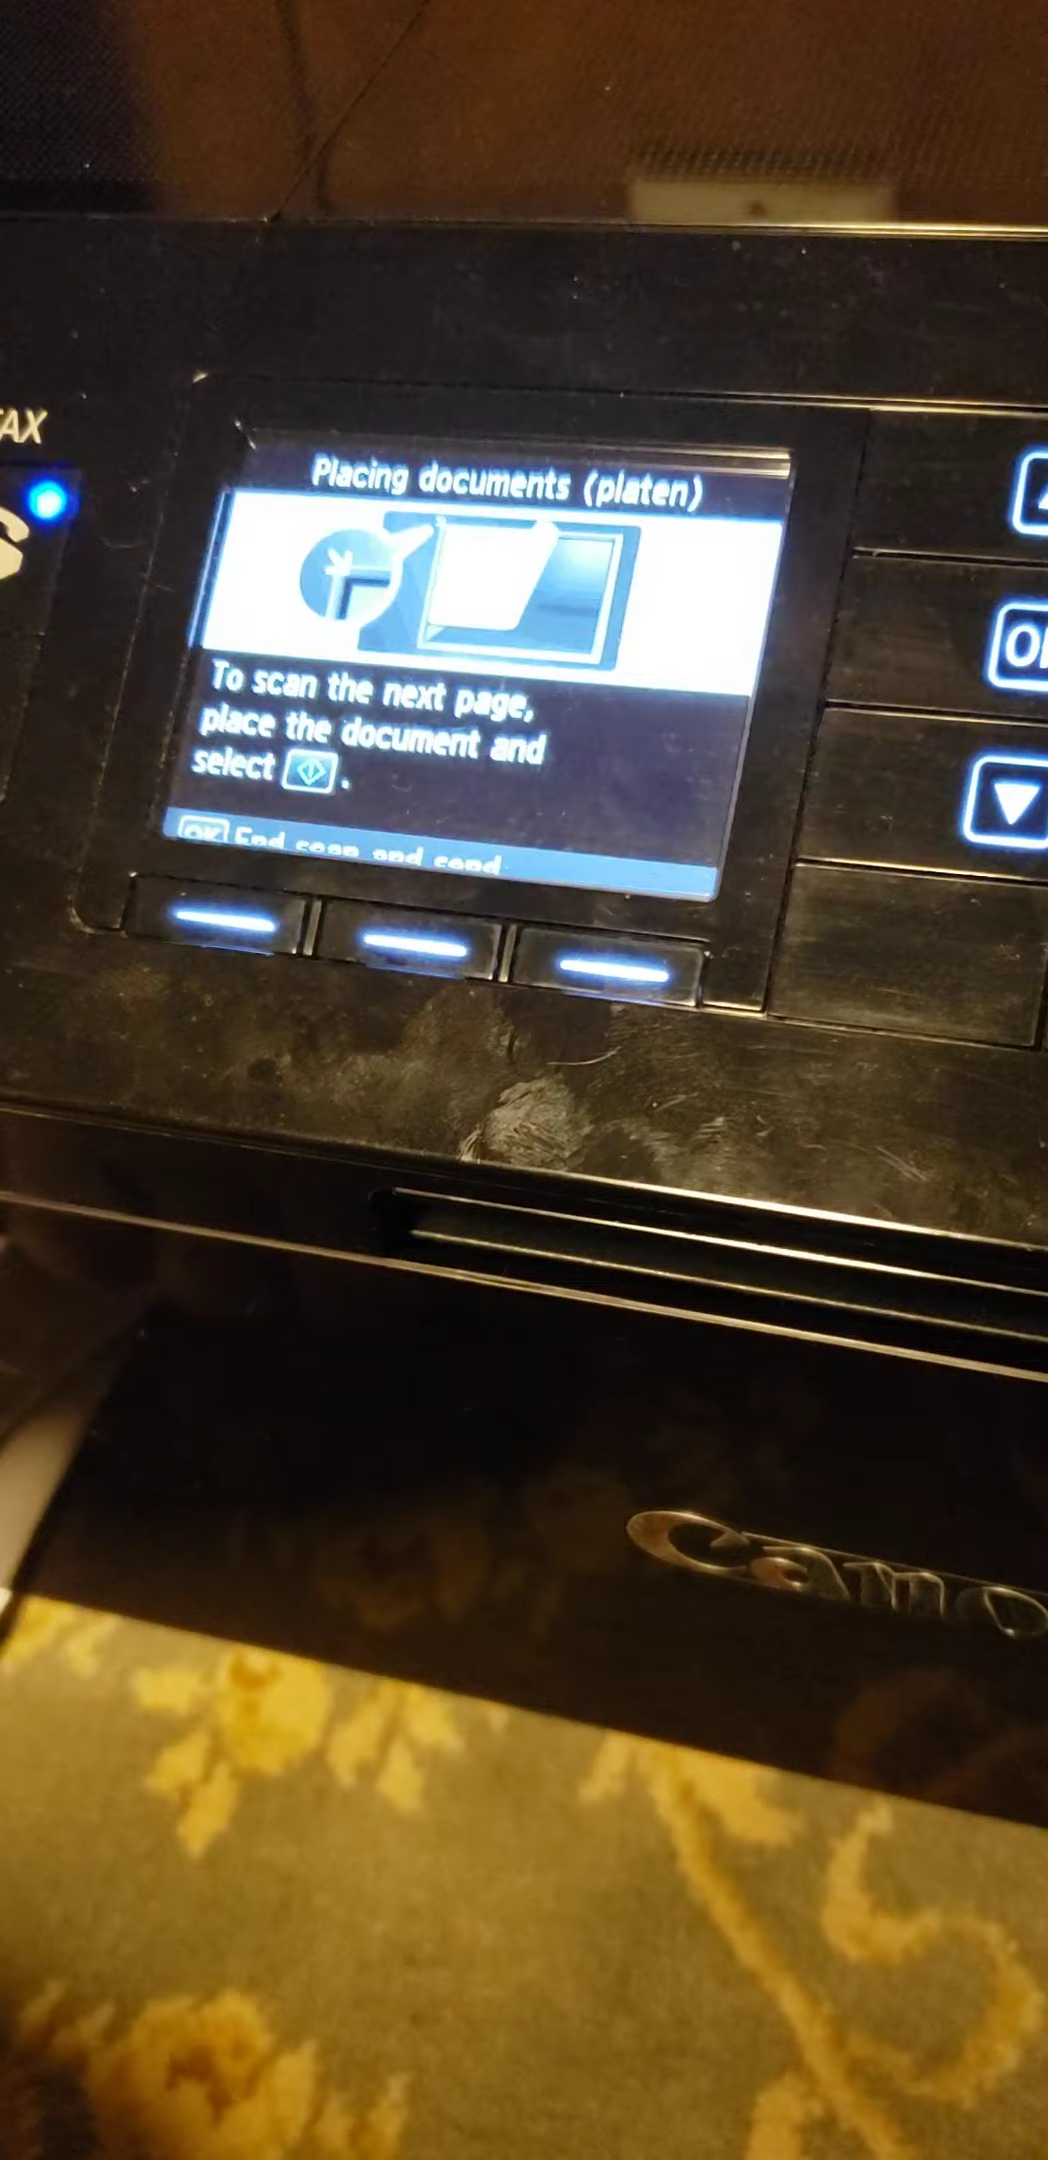 AX
Placing documents (platen)
To scan the next page,
place the document and
select .
OK End scan and send
OK
Canon